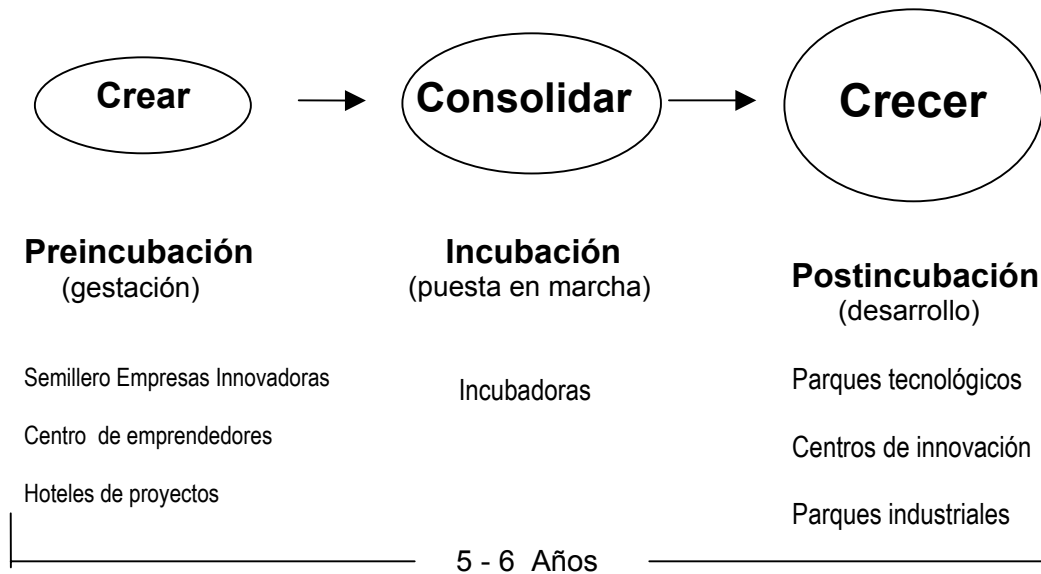 Crear
Consolidar
Crecer
Preincubación
(gestación)
Incubación
(puesta en marcha)
Postincubación
(desarrollo)
Semillero Empresas Innovadoras
Centro de emprendedores
Hoteles de proyectos
Incubadoras
Parques tecnológicos
Centros de innovación
Parques industriales
5 - 6 Años